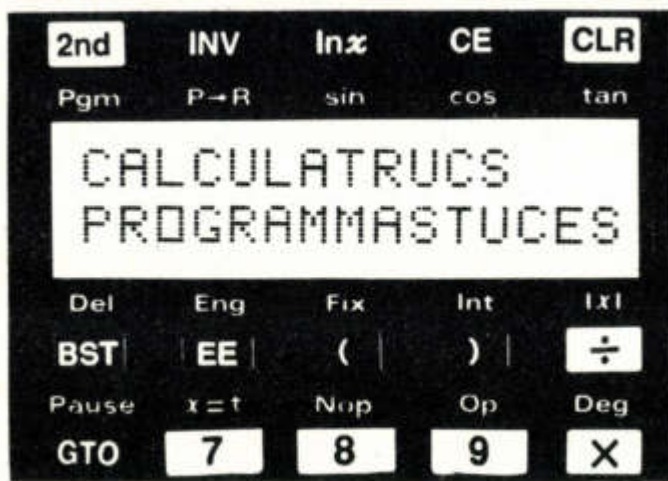 2nd INV lnx CE CLR
Pgm P→R sin cos tan
CALCULATRUCS
PROGRAMMASTUCES
Del Eng Fix Int |x|
BST EE ( ) ÷
Pause x=t Nop Op Deg
GTO 7 8 9 ×